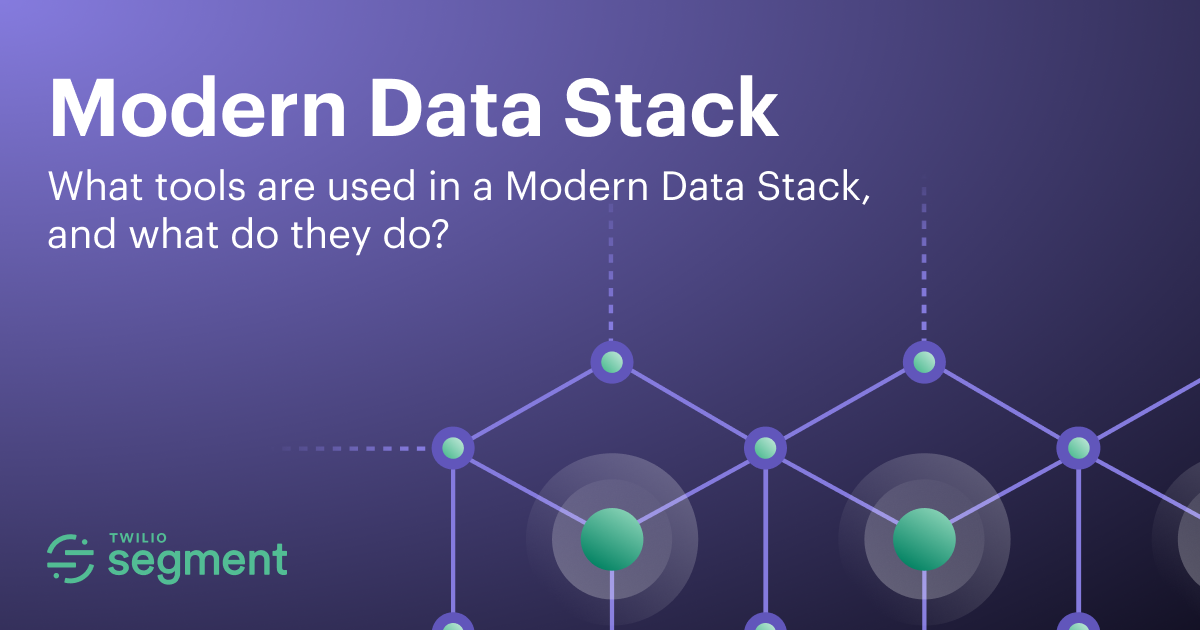 Modern Data Stack
What tools are used in a Modern Data Stack,
and what do they do?
TWILIO
segment